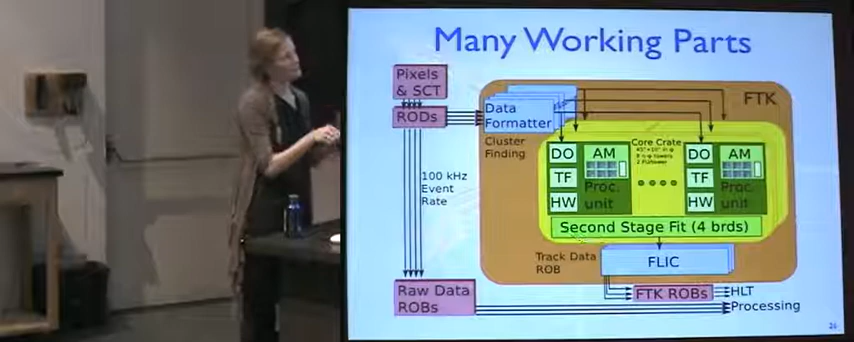 Many Working Parts
Pixels
& SCT
RODs
Data
Formatter
FTK
Cluster
Finding
Core Crate
DO
AM
TF
HW
Proc.
unit
DO
AM
TF
HW
Proc.
unit
100 kHz
Event
Rate
Second Stage Fit (4 brds)
Track Data
ROB
FLIC
Raw Data
ROBs
FTK ROBs
HLT
Processing
26